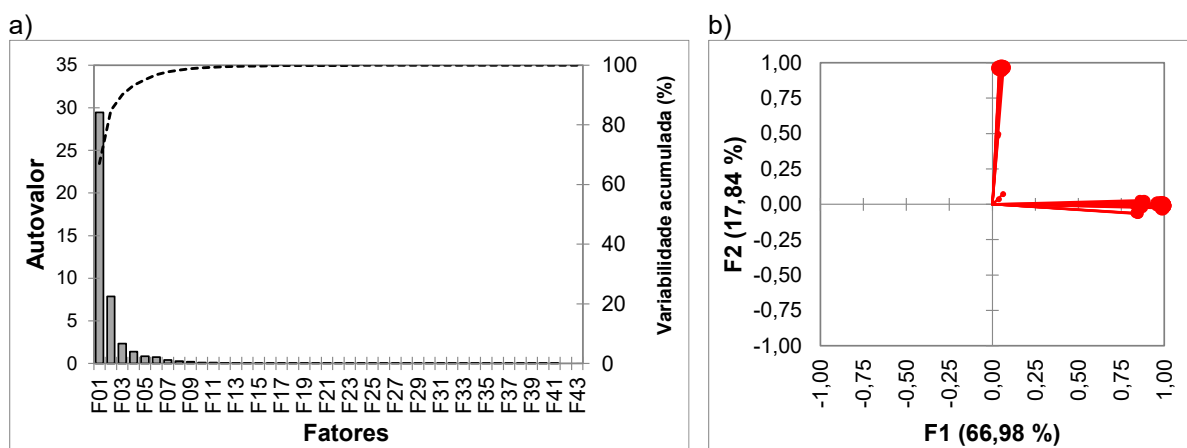 a)
35
30
25
20
15
10
5
0
Autovalor
100
80
60
40
20
0
Variabilidade acumulada (%)
F01
F03
F05
F07
F09
F11
F13
F15
F17
F19
F21
F23
F25
F27
F29
F31
F33
F35
F37
F39
F41
F43
Fatores
b)
1,00
0,75
0,50
0,25
0,00
-0,25
-0,50
-0,75
-1,00
F2 (17,84 %)
-1,00
-0,75
-0,50
-0,25
0,00
0,25
0,50
0,75
1,00
F1 (66,98 %)